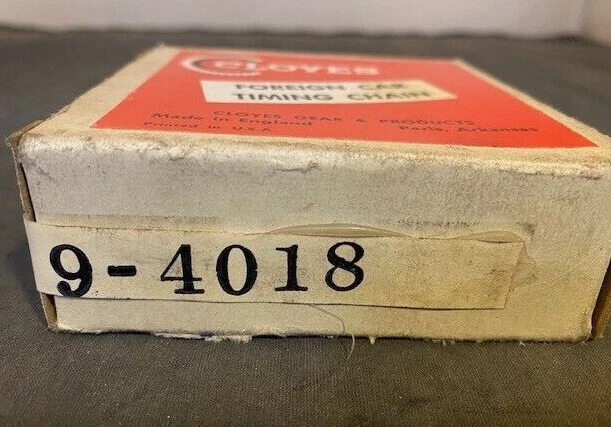 CLOYES
FOREIGN CAR
TIMING CHAIN
CLOYES GEAR & PRODUCTS
Made in England
Paris, Arkansas
Printed in U.S.A.
9-4018